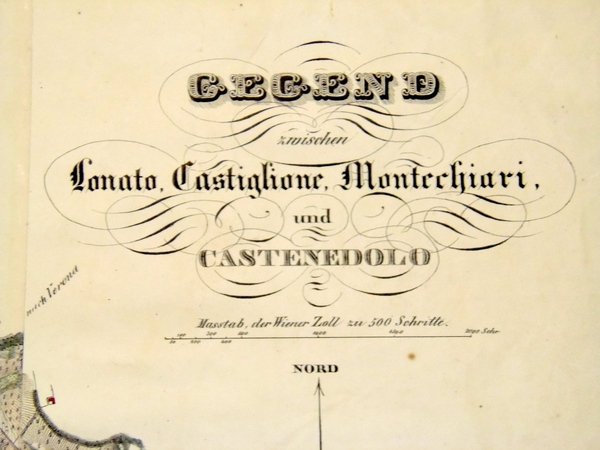 GEGEND
zwischen
Lonato, Castiglione, Montechiari,
und
CASTENEDOLO
nach Verona
Masstab, der Wiener Zoll zu 500 Schritte.
NORD